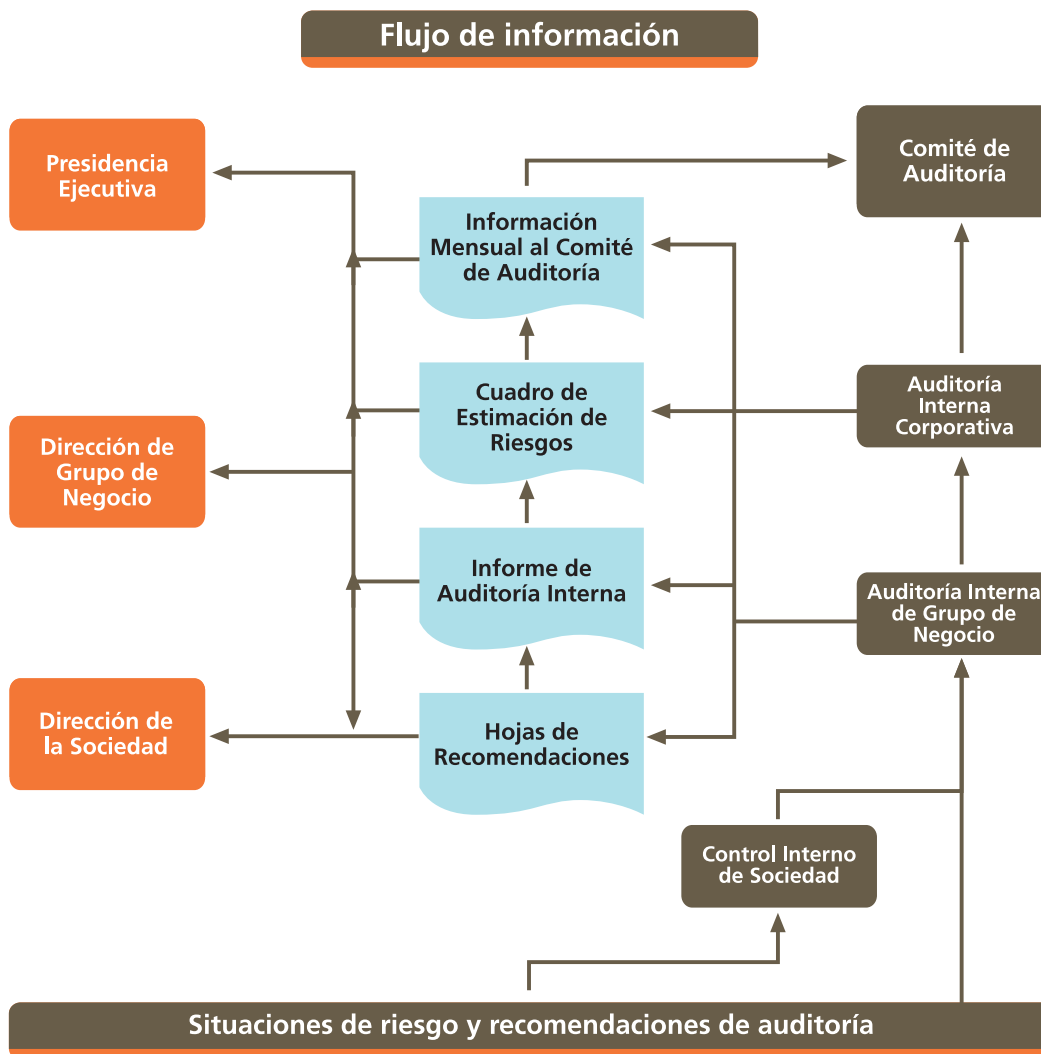 Flujo de información
Presidencia
Ejecutiva
Comité de
Auditoría
Información
Mensual al Comité
de Auditoría
Cuadro de
Estimación de
Riesgos
Auditoría
Interna
Corporativa
Dirección de
Grupo de
Negocio
Informe de
Auditoría Interna
Auditoría Interna
de Grupo de
Negocio
Dirección de
la Sociedad
Hojas de
Recomendaciones
Control Interno
de Sociedad
Situaciones de riesgo y recomendaciones de auditoría